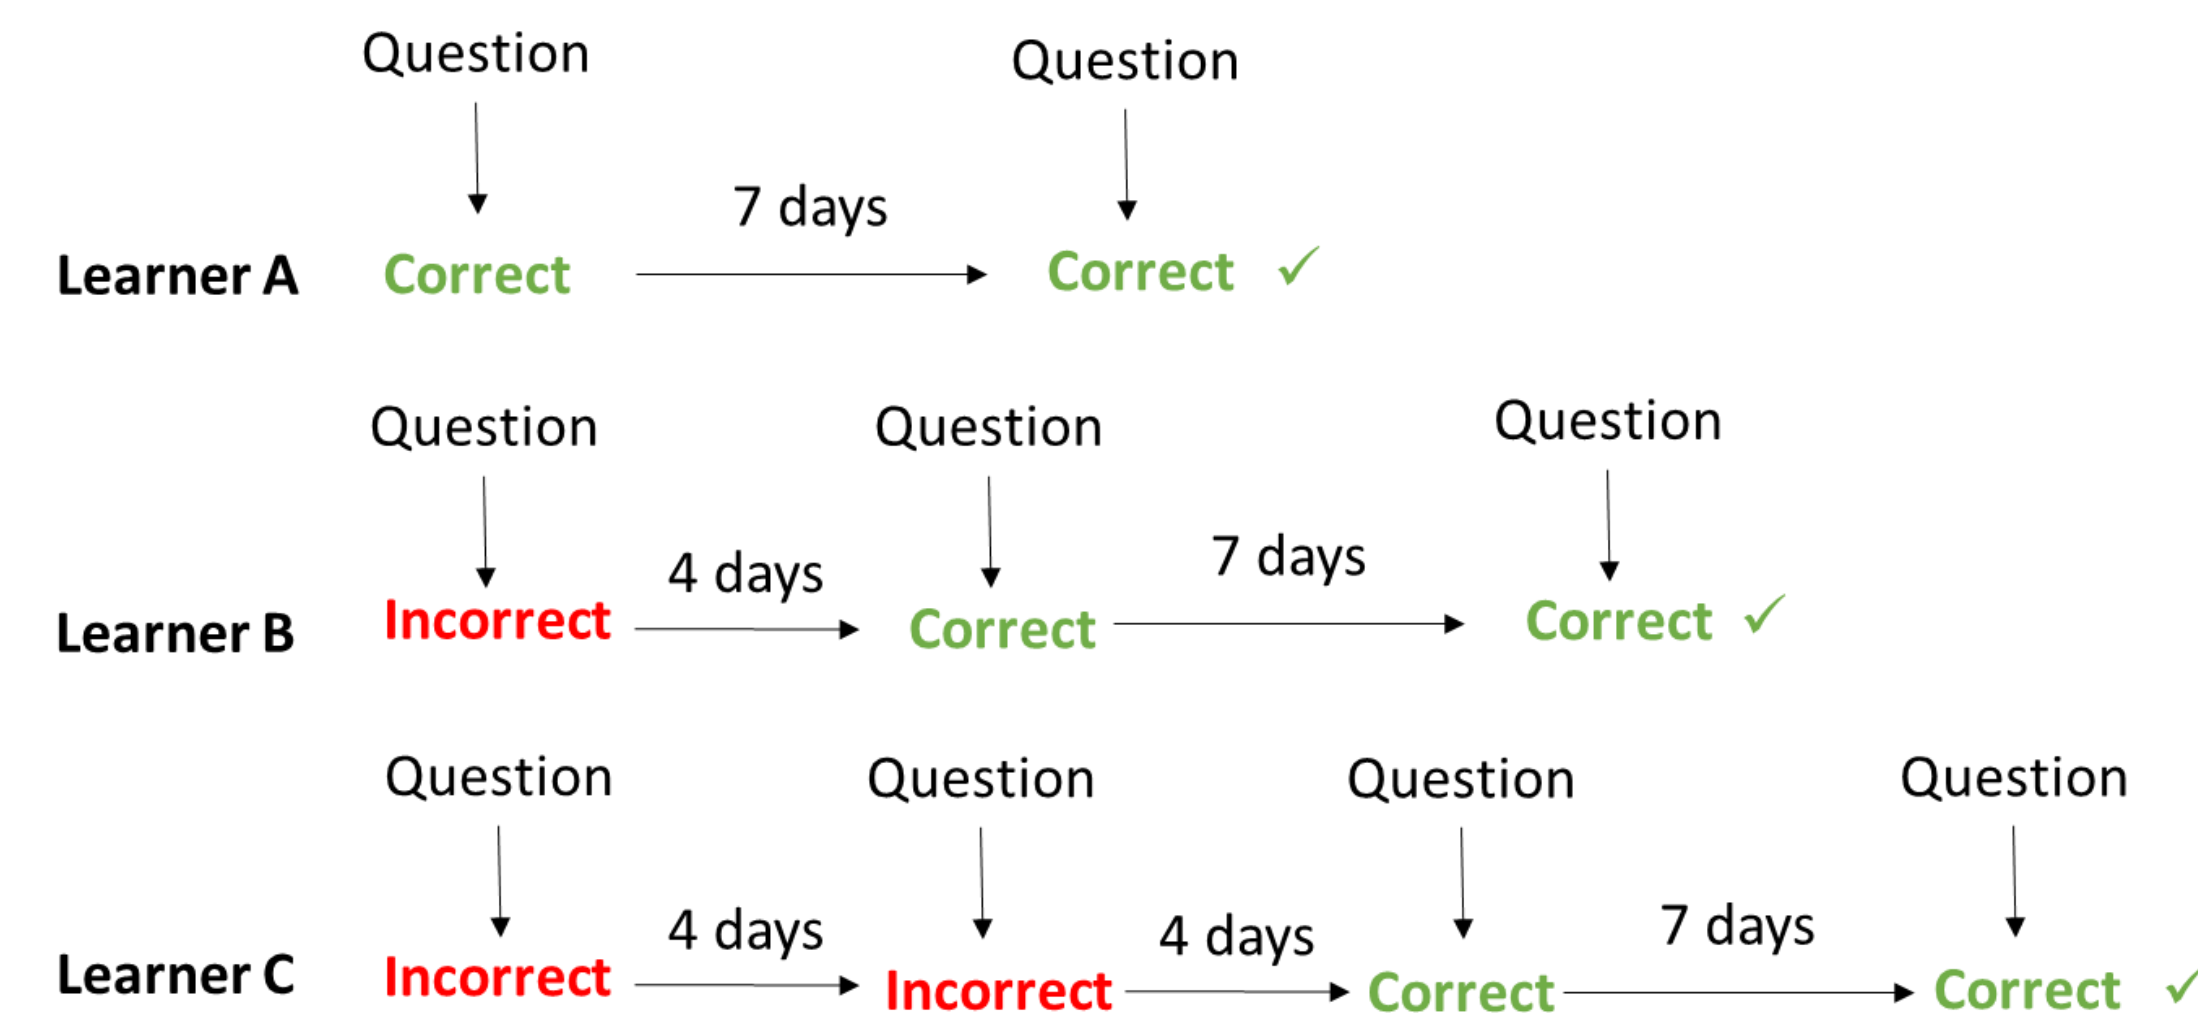 Question Question
7 days
Learner A Correct Correct ✓
Question Question Question
4 days 7 days
Learner B Incorrect Correct Correct ✓
Question Question Question Question
4 days 4 days 7 days
Learner C Incorrect Incorrect Correct Correct ✓